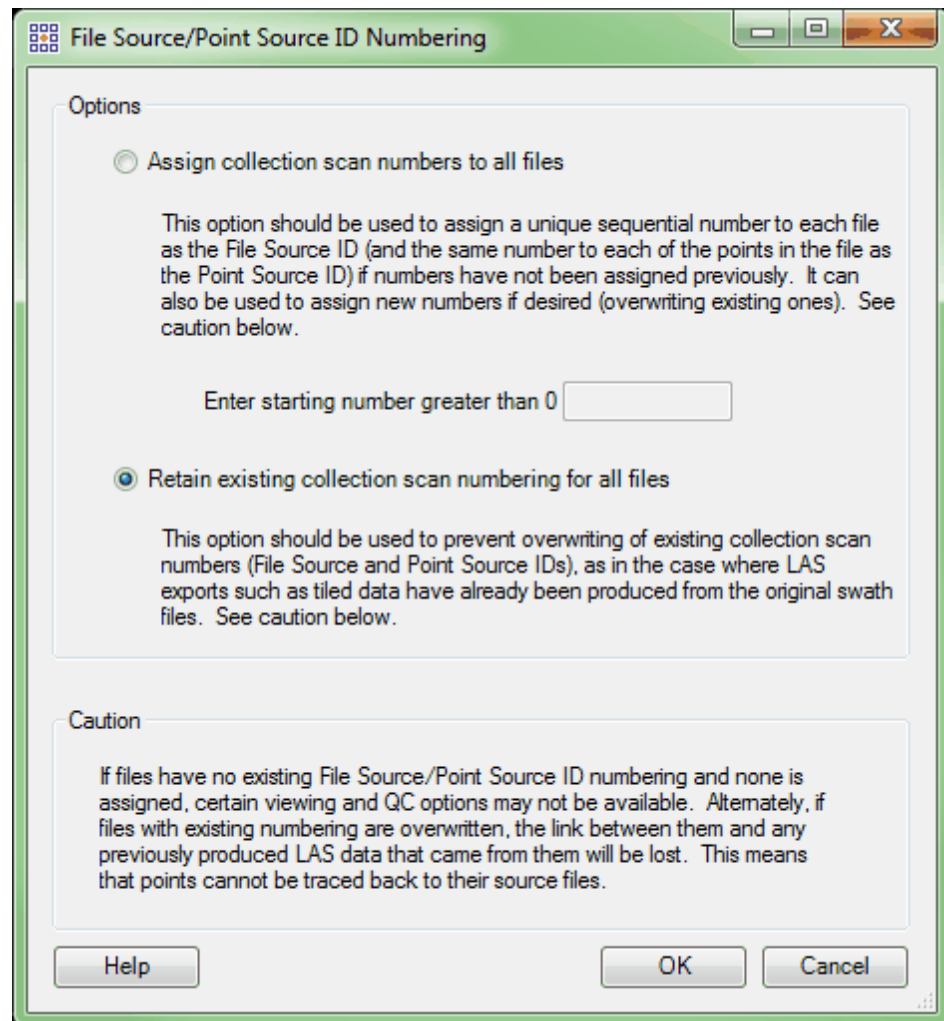 File Source/Point Source ID Numbering
Options
Assign collection scan numbers to all files
This option should be used to assign a unique sequential number to each file
as the File Source ID (and the same number to each of the points in the file as
the Point Source ID) if numbers have not been assigned previously. It can
also be used to assign new numbers if desired (overwriting existing ones). See
caution below.
Enter starting number greater than 0
Retain existing collection scan numbering for all files
This option should be used to prevent overwriting of existing collection scan
numbers (File Source and Point Source IDs), as in the case where LAS
exports such as tiled data have already been produced from the original swath
files. See caution below.
Caution
If files have no existing File Source/Point Source ID numbering and none is
assigned, certain viewing and QC options may not be available. Alternately, if
files with existing numbering are overwritten, the link between them and any
previously produced LAS data that came from them will be lost. This means
that points cannot be traced back to their source files.
Help
OK
Cancel